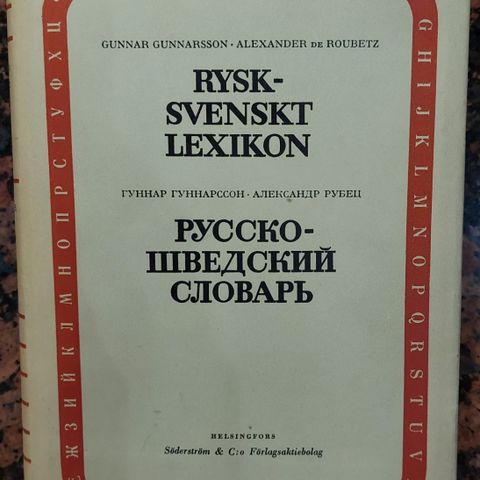 GUNNAR GUNNARSSON · ALEXANDER DE ROUBETZ
RYSK-
SVENSKT
LEXIKON
ГУННАР ГУННАРССОН · АЛЕКСАНДР РУБЕЦ
РУССКО-
ШВЕДСКИЙ
СЛОВАРЬ
HELSINGFORS
Söderström & C:o Förlagsaktiebolag
Ж З И Й К Л М Н О П Р С Т У Ф Х Ц
G H I J K L M N O P Q R S T U V